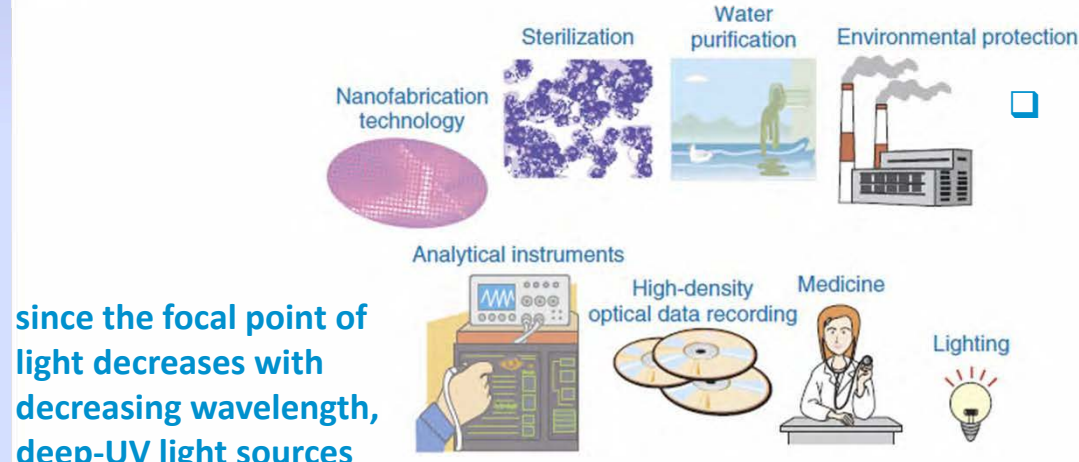 Sterilization
Water
purification
Environmental protection
Nanofabrication
technology
Analytical instruments
High-density
optical data recording
Medicine
Lighting
since the focal point of
light decreases with
decreasing wavelength,
deep-UV light sources